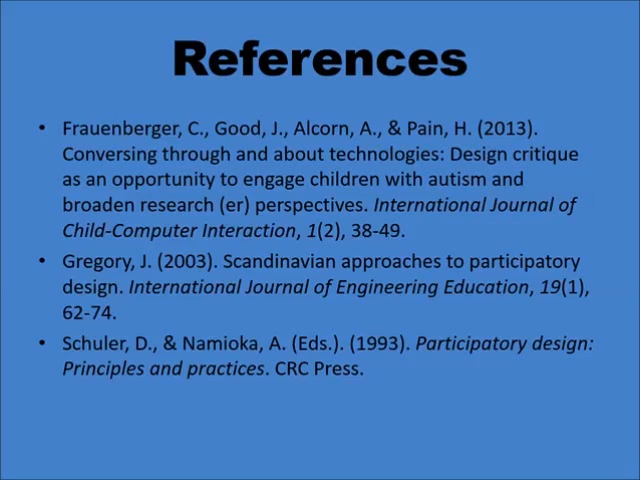 References
• Frauenberger, C., Good, J., Alcorn, A., & Pain, H. (2013).
Conversing through and about technologies: Design critique
as an opportunity to engage children with autism and
broaden research (er) perspectives. International Journal of
Child-Computer Interaction, 1(2), 38-49.
• Gregory, J. (2003). Scandinavian approaches to participatory
design. International Journal of Engineering Education, 19(1),
62-74.
• Schuler, D., & Namioka, A. (Eds.). (1993). Participatory design:
Principles and practices. CRC Press.